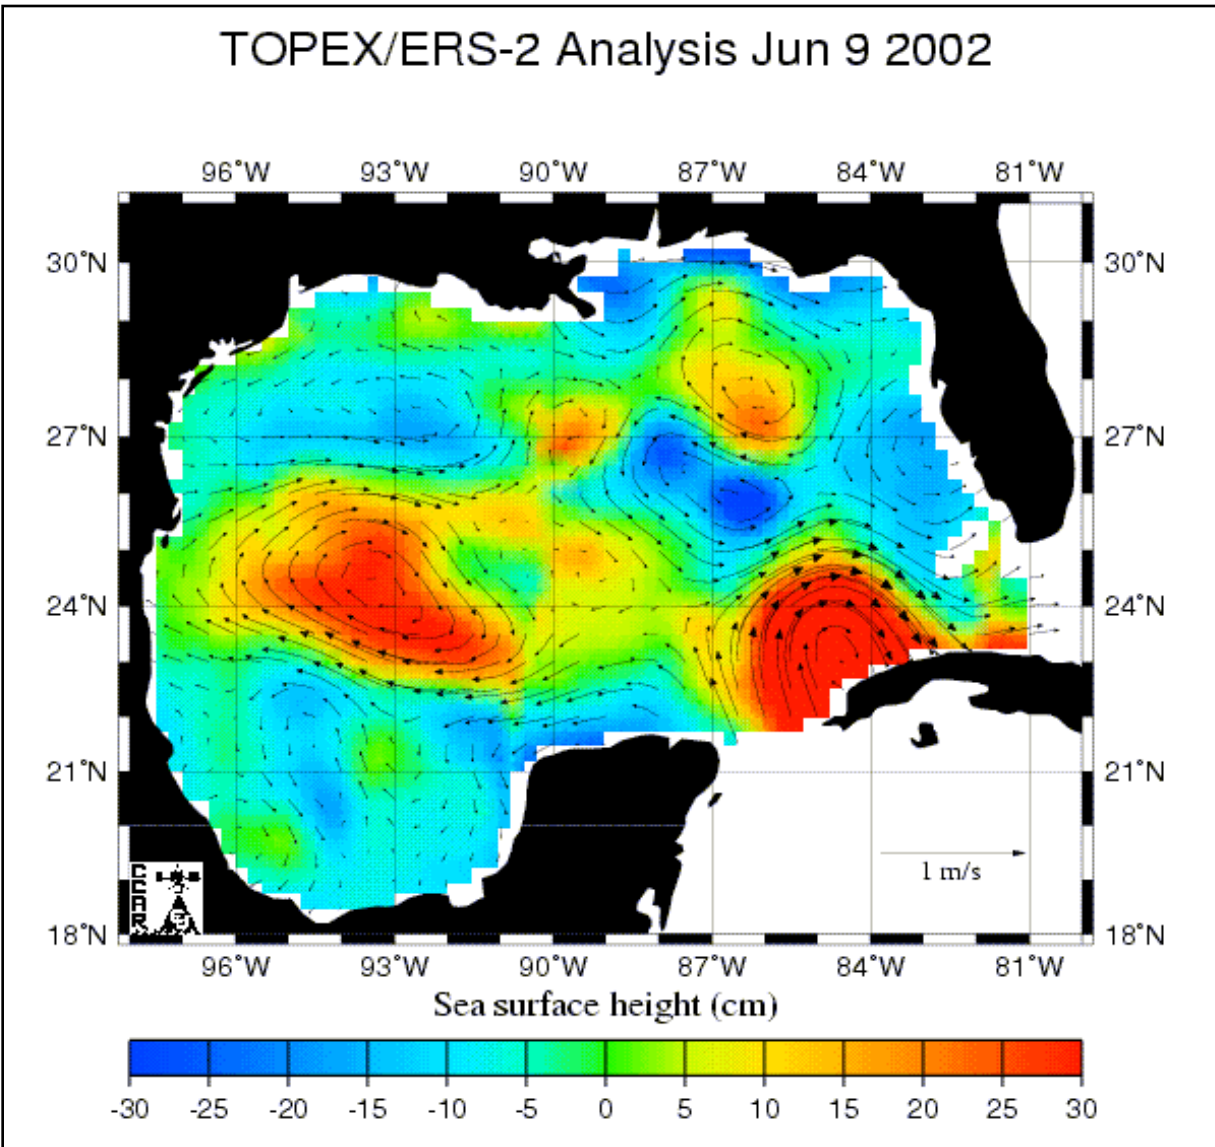 TOPEX/ERS-2 Analysis Jun 9 2002
96°W 93°W 90°W 87°W 84°W 81°W
30°N 30°N
27°N 27°N
24°N 24°N
21°N 21°N
1 m/s
CCAR
18°N 18°N
96°W 93°W 90°W 87°W 84°W 81°W
Sea surface height (cm)
-30 -25 -20 -15 -10 -5 0 5 10 15 20 25 30